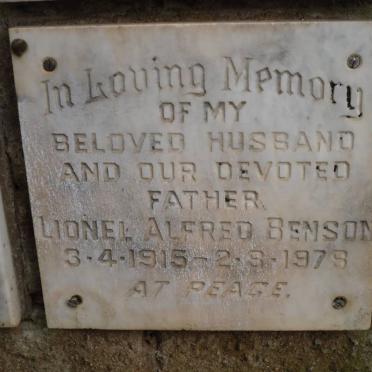 In Loving Memory
OF MY
BELOVED HUSBAND
AND OUR DEVOTED
FATHER
LIONEL ALFRED BENSON
3-4-1915 – 2-8-1978
AT PEACE.